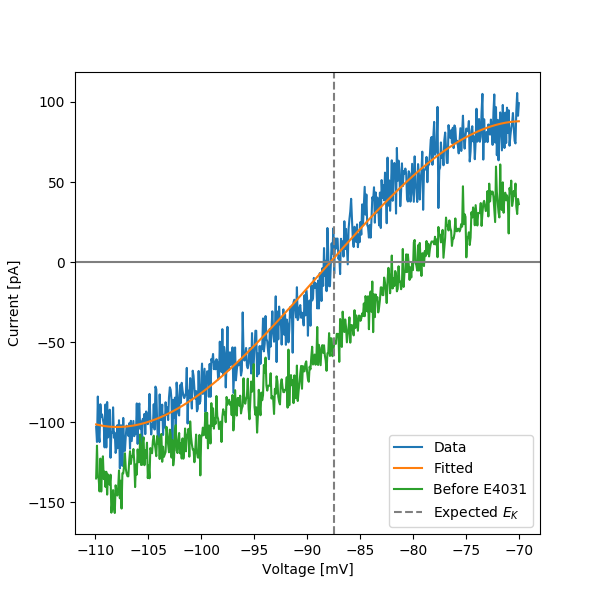 100
50
0
−50
−100
−150
Current [pA]
Data
Fitted
Before E4031
Expected E_K
−110 −105 −100 −95 −90 −85 −80 −75 −70
Voltage [mV]